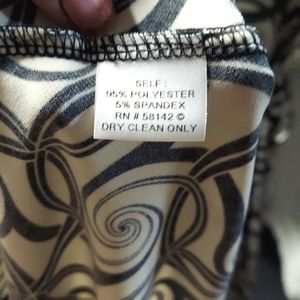 SELF:
95% POLYESTER
5% SPANDEX
RN # 58142 ©
DRY CLEAN ONLY